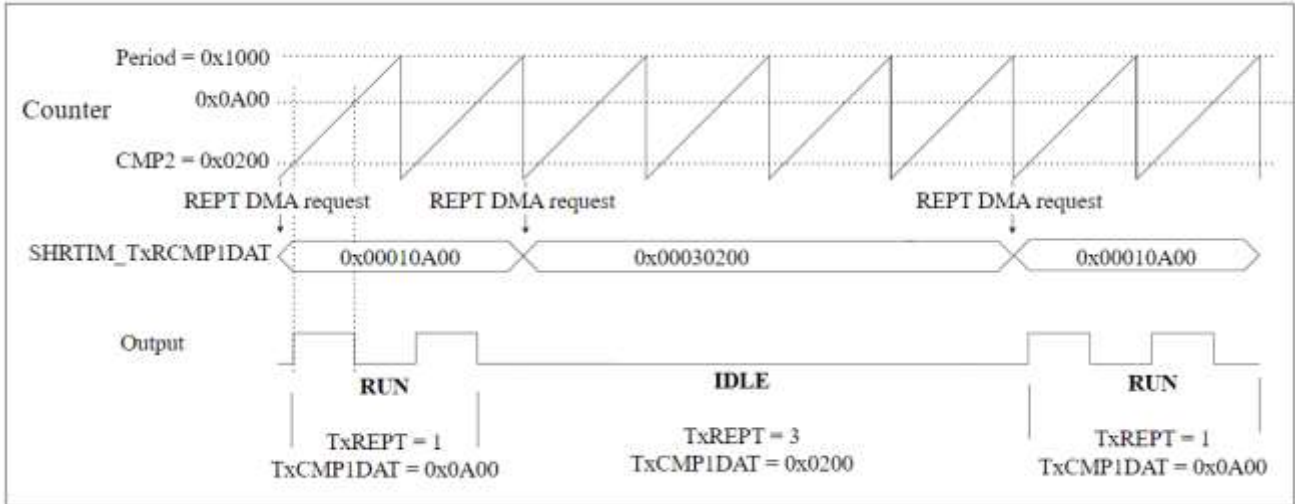 Period = 0x1000
0x0A00
Counter
CMP2 = 0x0200
REPT DMA request REPT DMA request REPT DMA request
SHRTIM_TxRCMP1DAT 0x00010A00 0x00030200 0x00010A00
Output
RUN IDLE RUN
TxREPT = 1 TxREPT = 3 TxREPT = 1
TxCMP1DAT = 0x0A00 TxCMP1DAT = 0x0200 TxCMP1DAT = 0x0A00